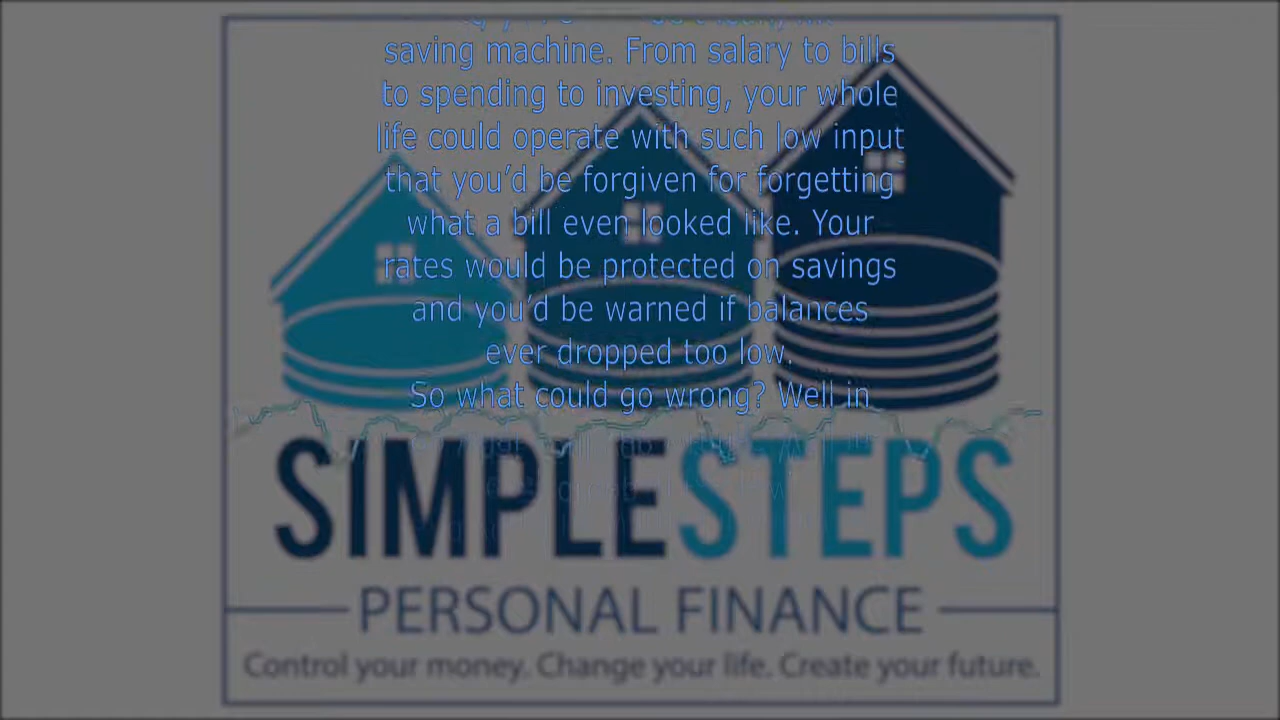 saving machine. From salary to bills
to spending to investing, your whole
life could operate with such low input
that you’d be forgiven for forgetting
what a bill even looked like. Your
rates would be protected on savings
and you’d be warned if balances
ever dropped too low.
So what could go wrong? Well in
SIMPLESTEPS
PERSONAL FINANCE
Control your money. Change your life. Create your future.